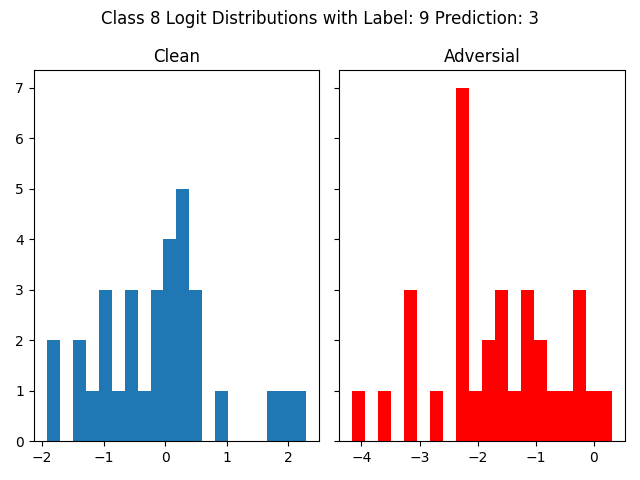 Class 8 Logit Distributions with Label: 9 Prediction: 3
Clean
Adversial
7
6
5
4
3
2
1
0
−2 −1 0 1 2
−4 −3 −2 −1 0